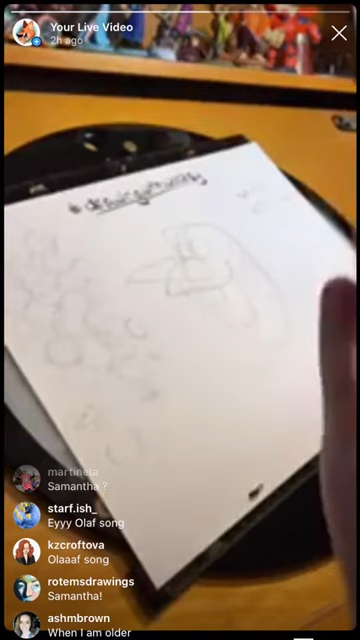 Your Live Video
2h ago
martinela
Samantha ?
starf.ish_
Eyyy Olaf song
kzcroftova
Olaaaf song
rotemsdrawings
Samantha!
ashmbrown
When I am older